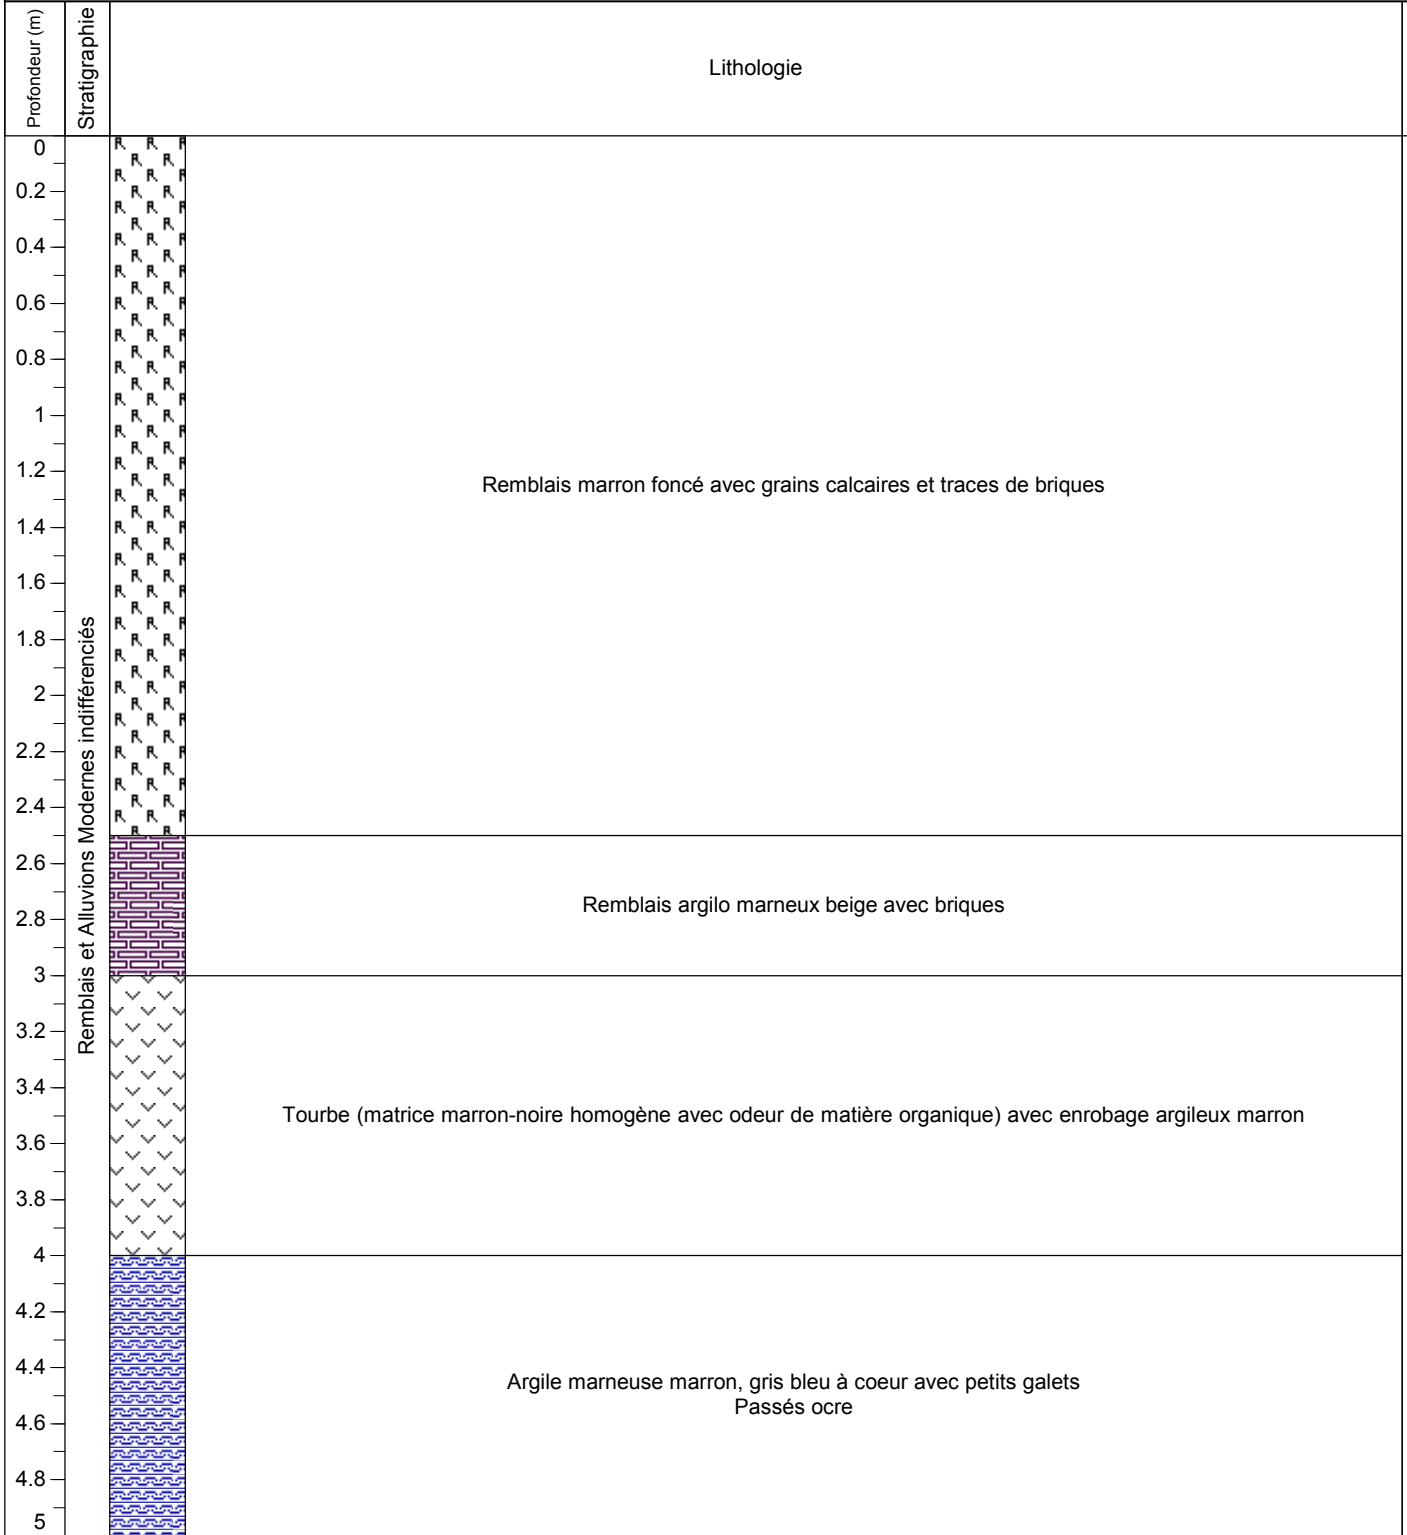 Profondeur (m)
Stratigraphie
Lithologie
0
0.2
0.4
0.6
0.8
1
1.2
1.4
1.6
1.8
2
2.2
2.4
2.6
2.8
3
3.2
3.4
3.6
3.8
4
4.2
4.4
4.6
4.8
5
Remblais et Alluvions Modernes indifférenciés
Remblais marron foncé avec grains calcaires et traces de briques
Remblais argilo marneux beige avec briques
Tourbe (matrice marron-noire homogène avec odeur de matière organique) avec enrobage argileux marron
Argile marneuse marron, gris bleu à coeur avec petits galets
Passés ocre